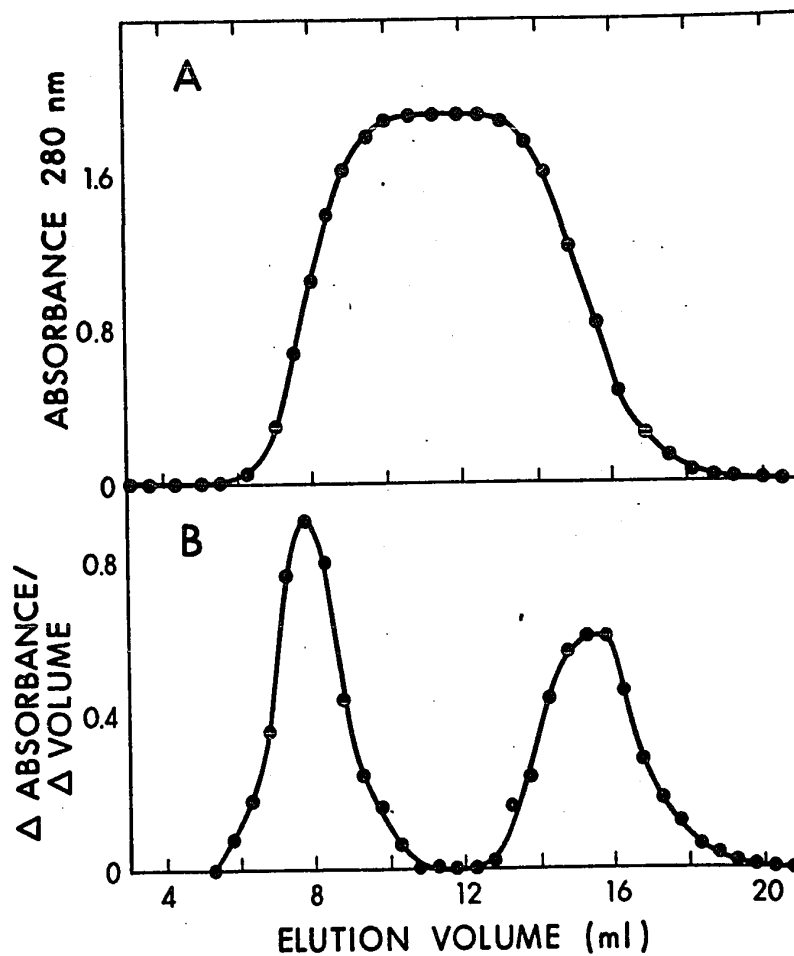 A
ABSORBANCE 280 nm
1.6
0.8
0
B
Δ ABSORBANCE/
Δ VOLUME
0.8
0.4
0
4 8 12 16 20
ELUTION VOLUME (ml)